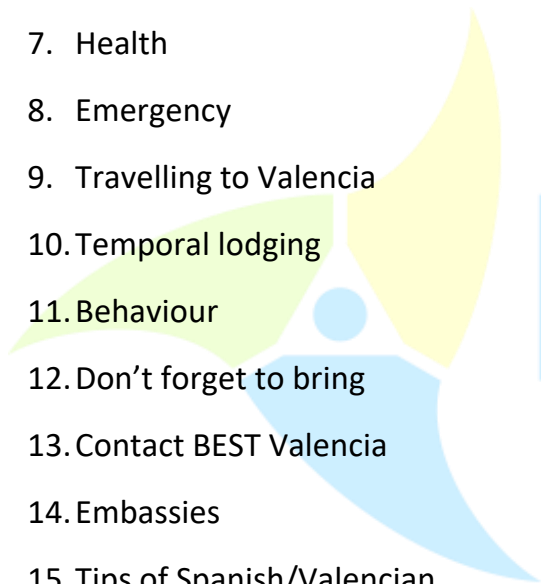 7. Health
8. Emergency
9. Travelling to Valencia
10. Temporal lodging
11. Behaviour
12. Don’t forget to bring
13. Contact BEST Valencia
14. Embassies
15. Tips of Spanish/Valencian